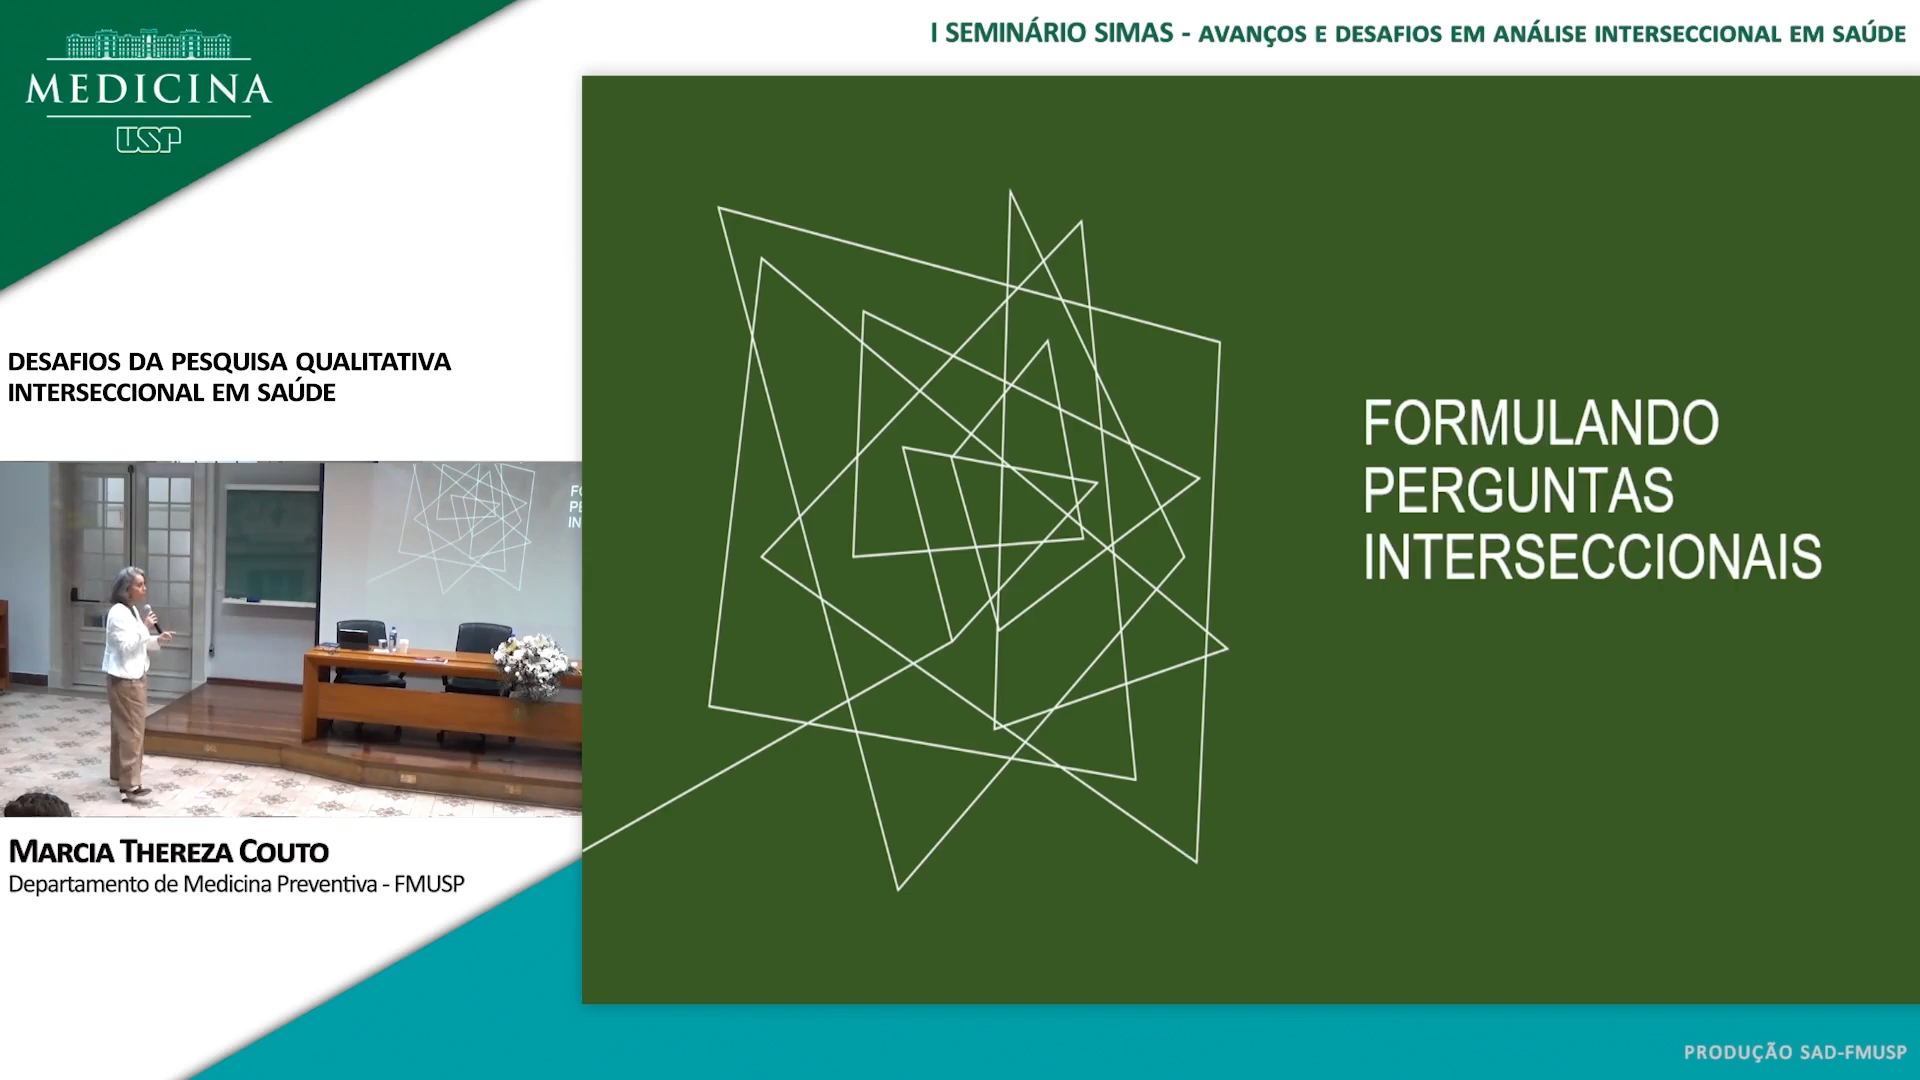 MEDICINA
USP
I SEMINÁRIO SIMAS - AVANÇOS E DESAFIOS EM ANÁLISE INTERSECCIONAL EM SAÚDE
DESAFIOS DA PESQUISA QUALITATIVA
INTERSECCIONAL EM SAÚDE
FORMULANDO
PERGUNTAS
INTERSECCIONAIS
MARCIA THEREZA COUTO
Departamento de Medicina Preventiva - FMUSP
PRODUÇÃO SAD-FMUSP